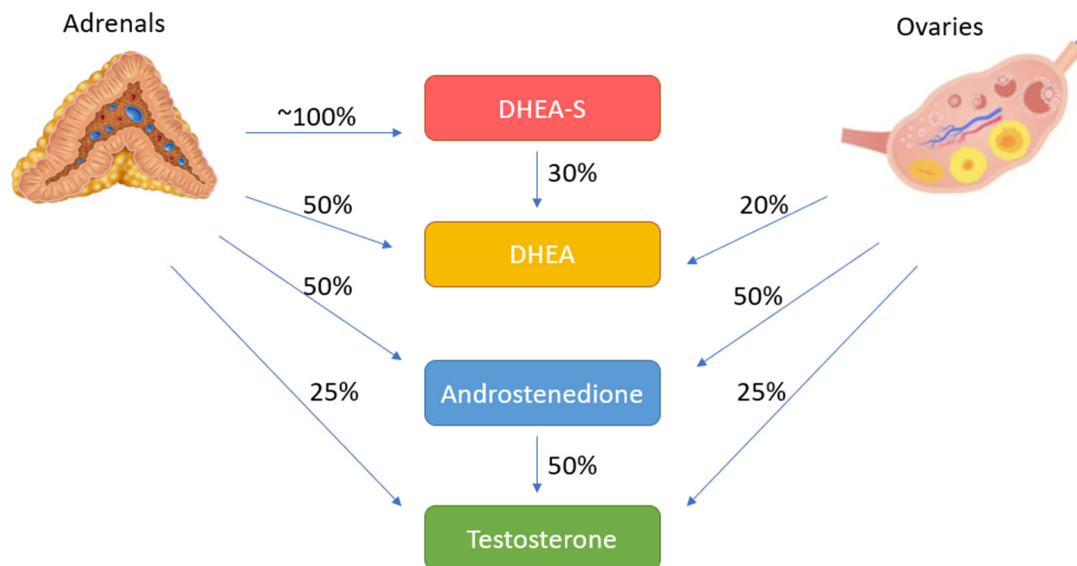 Adrenals
Ovaries
~100%
DHEA-S
30%
50%
20%
DHEA
50%
50%
Androstenedione
25%
25%
50%
Testosterone